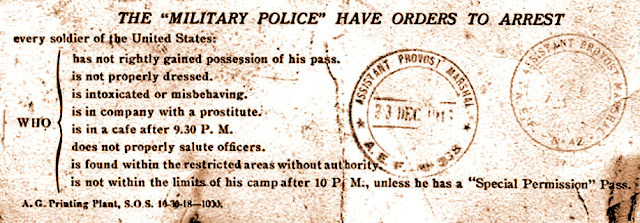 THE "MILITARY POLICE" HAVE ORDERS TO ARREST
every soldier of the United States:
WHO
has not rightly gained possession of his pass.
is not properly dressed.
is intoxicated or misbehaving.
is in company with a prostitute.
is in a cafe after 9.30 P. M.
does not properly salute officers.
is found within the restricted areas without authority.
is not within the limits of his camp after 10 P. M., unless he has a "Special Permission" Pass.
A. G. Printing Plant, S.O.S.
ASSISTANT PROVOST MARSHAL
DEC
A. E. F.
ASSISTANT PROVOST